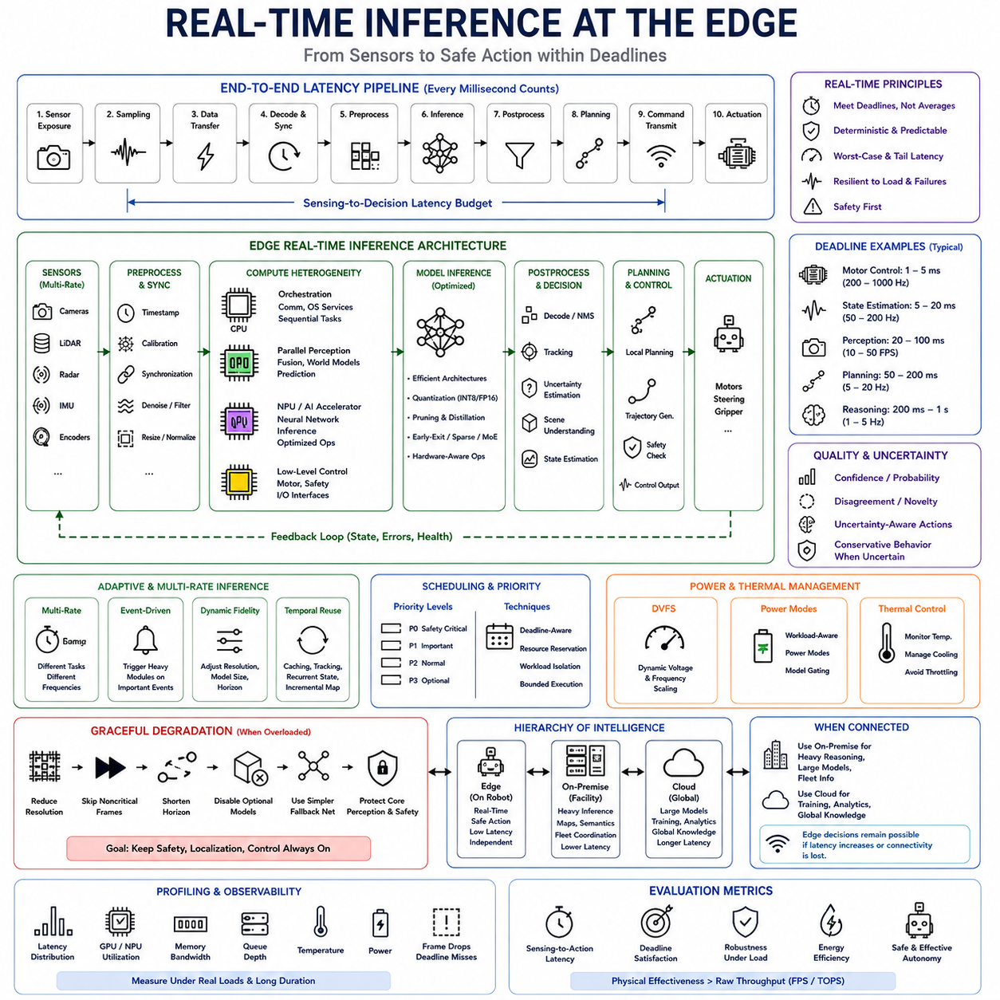 REAL-TIME INFERENCE AT THE EDGE
From Sensors to Safe Action within Deadlines
END-TO-END LATENCY PIPELINE (Every Millisecond Counts)
1. Sensor
Exposure
2. Sampling
3. Data
Transfer
4. Decode &
Sync
5. Preprocess
6. Inference
7. Postprocess
8. Planning
9. Command
Transmit
10. Actuation
Sensing-to-Decision Latency Budget
REAL-TIME PRINCIPLES
Meet Deadlines, Not Averages
Deterministic & Predictable
Worst-Case & Tail Latency
Resilient to Load & Failures
Safety First
EDGE REAL-TIME INFERENCE ARCHITECTURE
SENSORS
(Multi-Rate)
Cameras
LiDAR
Radar
IMU
Encoders
...
PREPROCESS
& SYNC
Timestamp
Calibration
Synchronization
Denoise / Filter
Resize / Normalize
...
COMPUTE HETEROGENEITY
CPU
Orchestration
Comm, OS Services
Sequential Tasks
Parallel Perception
Fusion, World Models
Prediction
NPU / AI Accelerator
Neural Network
Inference
Optimized Ops
Low-Level Control
Motor, Safety
I/O Interfaces
MODEL INFERENCE
(Optimized)
• Efficient Architectures
• Quantization (INT8/FP16)
• Pruning & Distillation
• Early-Exit / Sparse / MoE
• Hardware-Aware Ops
POSTPROCESS
& DECISION
Decode / NMS
Tracking
Uncertainty
Estimation
Scene
Understanding
State Estimation
PLANNING
& CONTROL
Local Planning
Trajectory Gen.
Safety
Check
Control Output
ACTUATION
Motors
Steering
Gripper
...
Feedback Loop (State, Errors, Health)
DEADLINE EXAMPLES (Typical)
Motor Control: 1 – 5 ms
(200 – 1000 Hz)
State Estimation: 5 – 20 ms
(50 – 200 Hz)
Perception: 20 – 100 ms
(10 – 50 FPS)
Planning: 50 – 200 ms
(5 – 20 Hz)
Reasoning: 200 ms – 1 s
(1 – 5 Hz)
QUALITY & UNCERTAINTY
Confidence / Probability
Disagreement / Novelty
Uncertainty-Aware Actions
Conservative Behavior
When Uncertain
ADAPTIVE & MULTI-RATE INFERENCE
Multi-Rate
Different Tasks
Different
Frequencies
Event-Driven
Trigger Heavy
Modules on
Important Events
Dynamic Fidelity
Adjust Resolution,
Model Size,
Horizon
Temporal Reuse
Caching, Tracking,
Recurrent State,
Incremental Map
SCHEDULING & PRIORITY
Priority Levels
P0 Safety Critical
P1 Important
P2 Normal
P3 Optional
Techniques
Deadline-Aware
Resource Reservation
Workload Isolation
Bounded Execution
POWER & THERMAL MANAGEMENT
DVFS
Dynamic Voltage
& Frequency
Scaling
Power Modes
Workload-Aware
Power Modes
Model Gating
Thermal Control
Monitor Temp.
Manage Cooling
Avoid Throttling
GRACEFUL DEGRADATION (When Overloaded)
Reduce
Resolution
Skip Noncritical
Frames
Shorten
Horizon
Disable Optional
Models
Use Simpler
Fallback Net
Protect Core
Perception & Safety
Goal: Keep Safety, Localization, Control Always On
HIERARCHY OF INTELLIGENCE
Edge
(On Robot)
Real-Time
Safe Action
Low Latency
Independent
On-Premise
(Facility)
Heavy Inference
Maps, Semantics
Fleet Coordination
Lower Latency
Cloud
(Global)
Large Models
Training, Analytics
Global Knowledge
Longer Latency
WHEN CONNECTED
Use On-Premise for
Heavy Reasoning,
Large Models,
Fleet Info
Use Cloud for
Training, Analytics,
Global Knowledge
Edge decisions remain possible
if latency increases or connectivity
is lost.
PROFILING & OBSERVABILITY
Latency
Distribution
GPU / NPU
Utilization
Memory
Bandwidth
Queue
Depth
Temperature
Power
Frame Drops
Deadline Misses
Measure Under Real Loads & Long Duration
EVALUATION METRICS
Sensing-to-Action
Latency
Deadline
Satisfaction
Robustness
Under Load
Energy
Efficiency
Safe & Effective
Autonomy
Physical Effectiveness > Raw Throughput (FPS / TOPS)